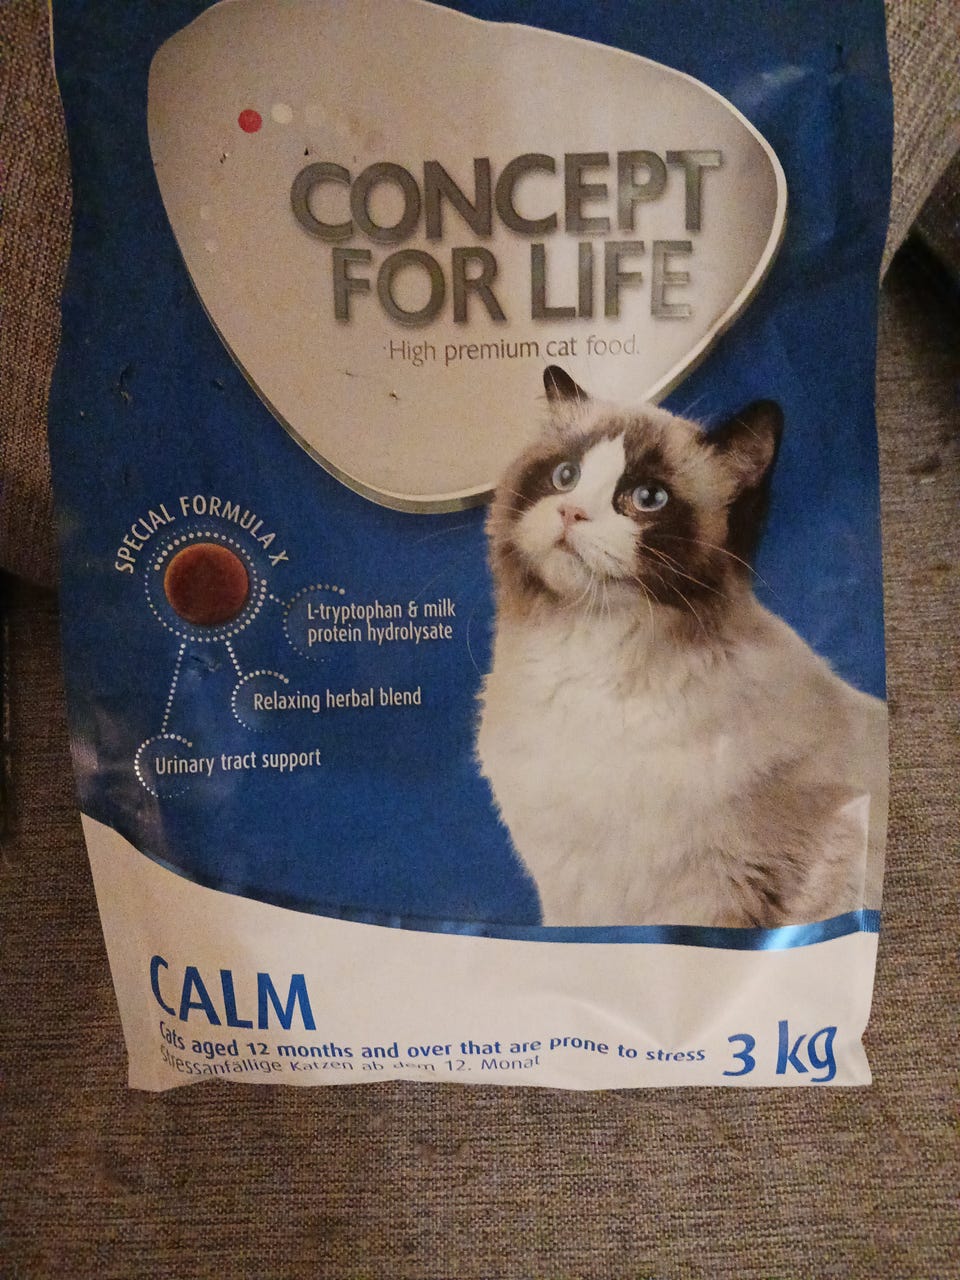 CONCEPT
FOR LIFE
High premium cat food.
SPECIAL FORMULA X
L-tryptophan & milk
protein hydrolysate
Relaxing herbal blend
Urinary tract support
CALM
Cats aged 12 months and over that are prone to stress
Stressanfällige Katzen ab dem 12. Monat
3 kg